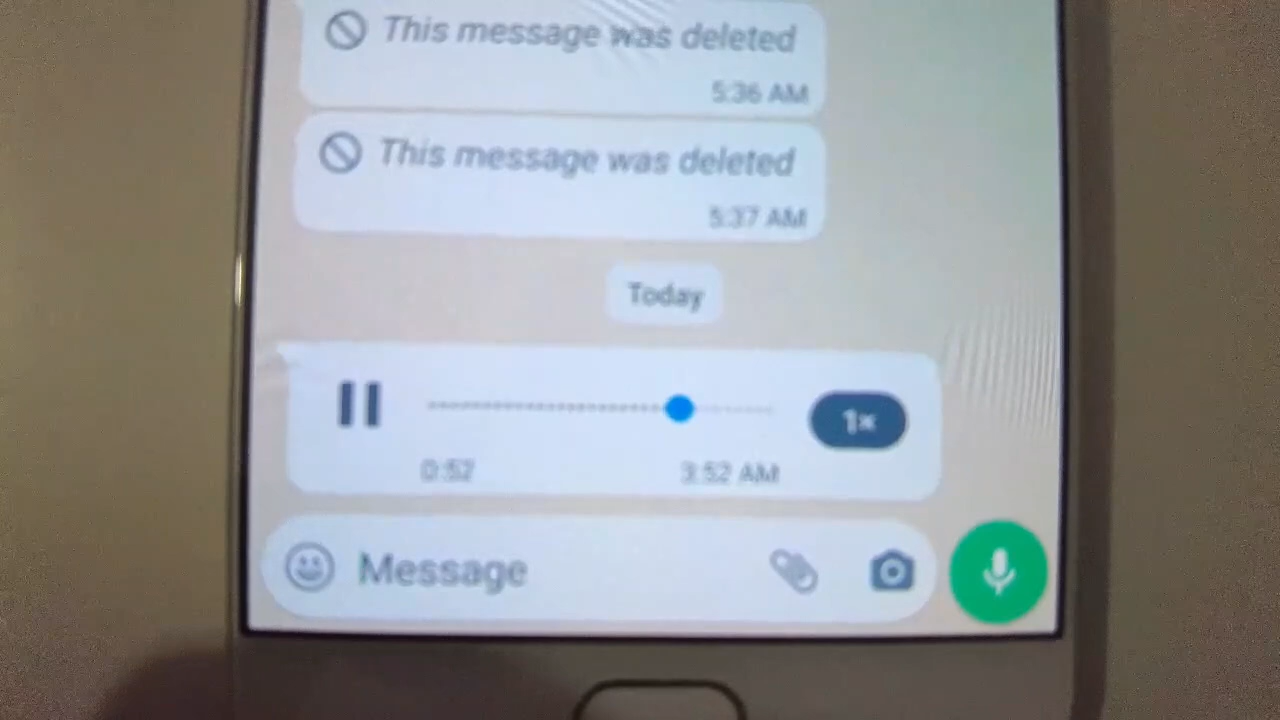 This message was deleted
5:36 AM
This message was deleted
5:37 AM
Today
1×
0:52
3:52 AM
Message